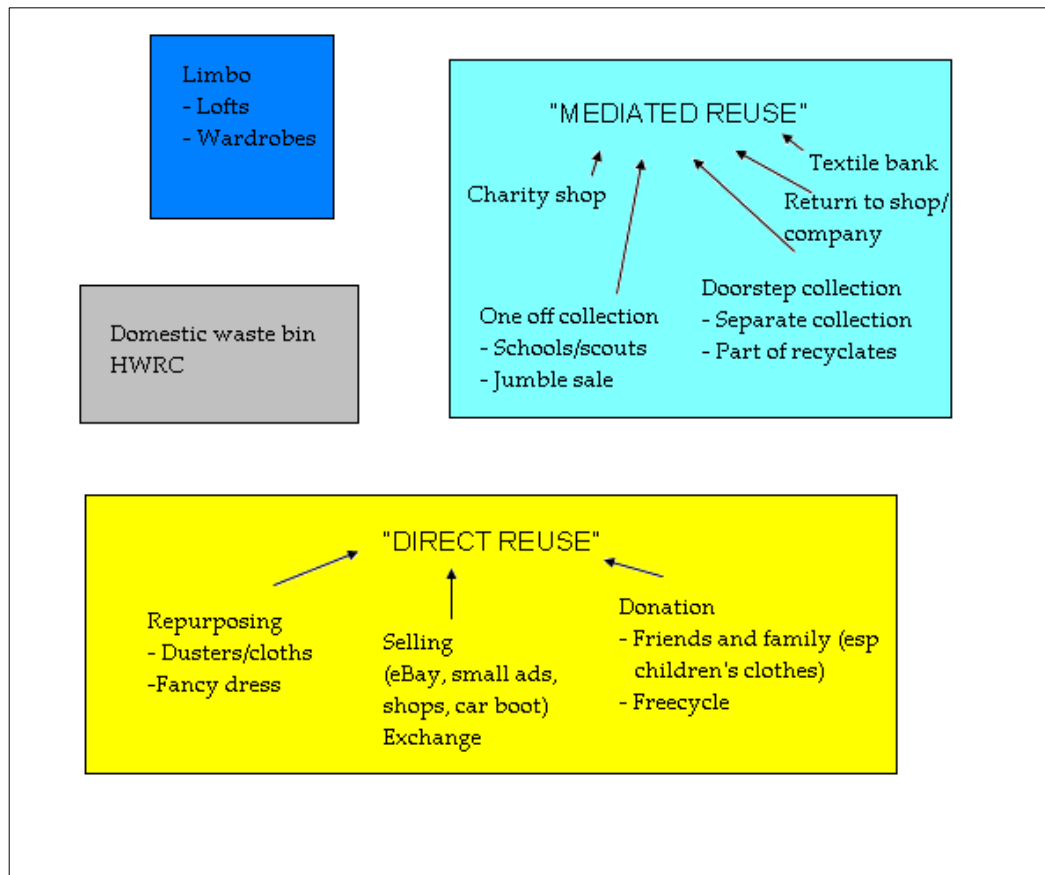 Limbo
- Lofts
- Wardrobes
"MEDIATED REUSE"
Textile bank
Charity shop
Return to shop/
company
Doorstep collection
- Separate collection
- Part of recyclates
One off collection
- Schools/scouts
- Jumble sale
Domestic waste bin
HWRC
"DIRECT REUSE"
Repurposing
- Dusters/cloths
-Fancy dress
Selling
(eBay, small ads,
shops, car boot)
Exchange
Donation
- Friends and family (esp
children's clothes)
- Freecycle